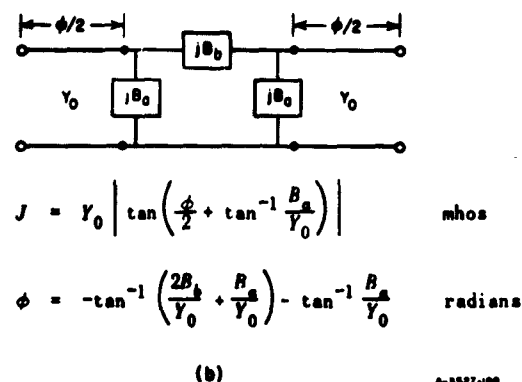 φ/2 φ/2
jB_b
Y_0 jB_a jB_a Y_0
J = Y_0 | tan( φ/2 + tan^-1 B_a/Y_0 ) | mhos
φ = -tan^-1 ( 2B_b/Y_0 + B_a/Y_0 ) - tan^-1 B_a/Y_0 radians
(b)